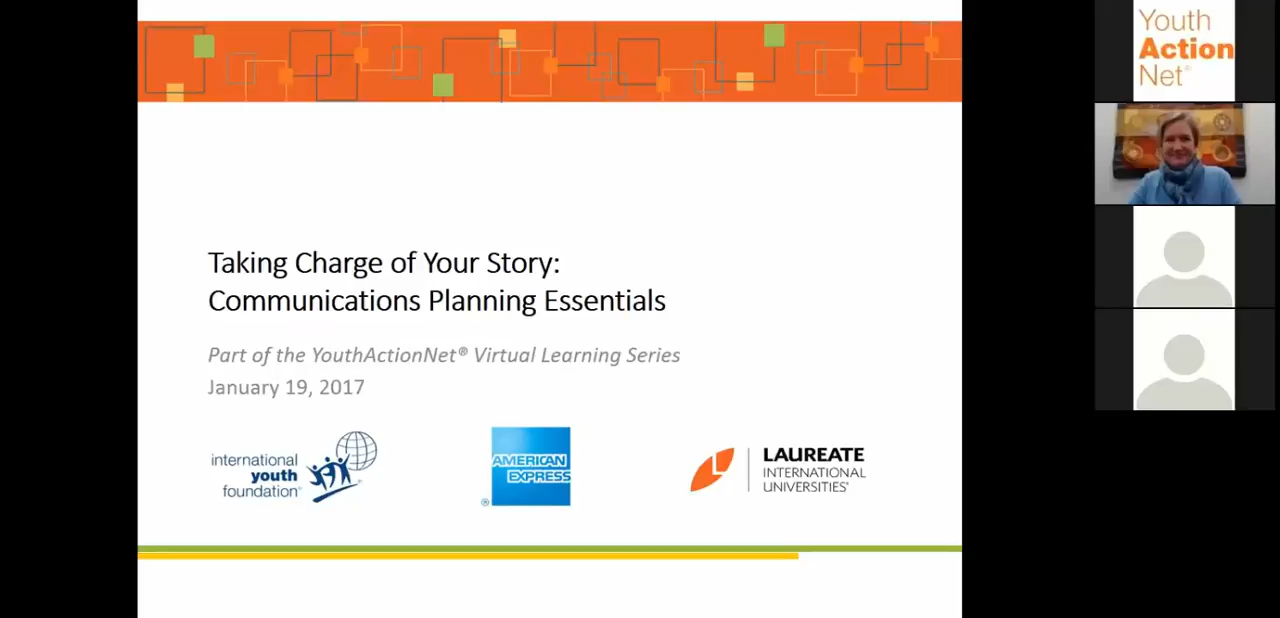 Taking Charge of Your Story:
Communications Planning Essentials
Part of the YouthActionNet® Virtual Learning Series
January 19, 2017
international
youth
foundation®
AMERICAN
EXPRESS
®
L
LAUREATE
INTERNATIONAL
UNIVERSITIES®
Youth
Action
Net®